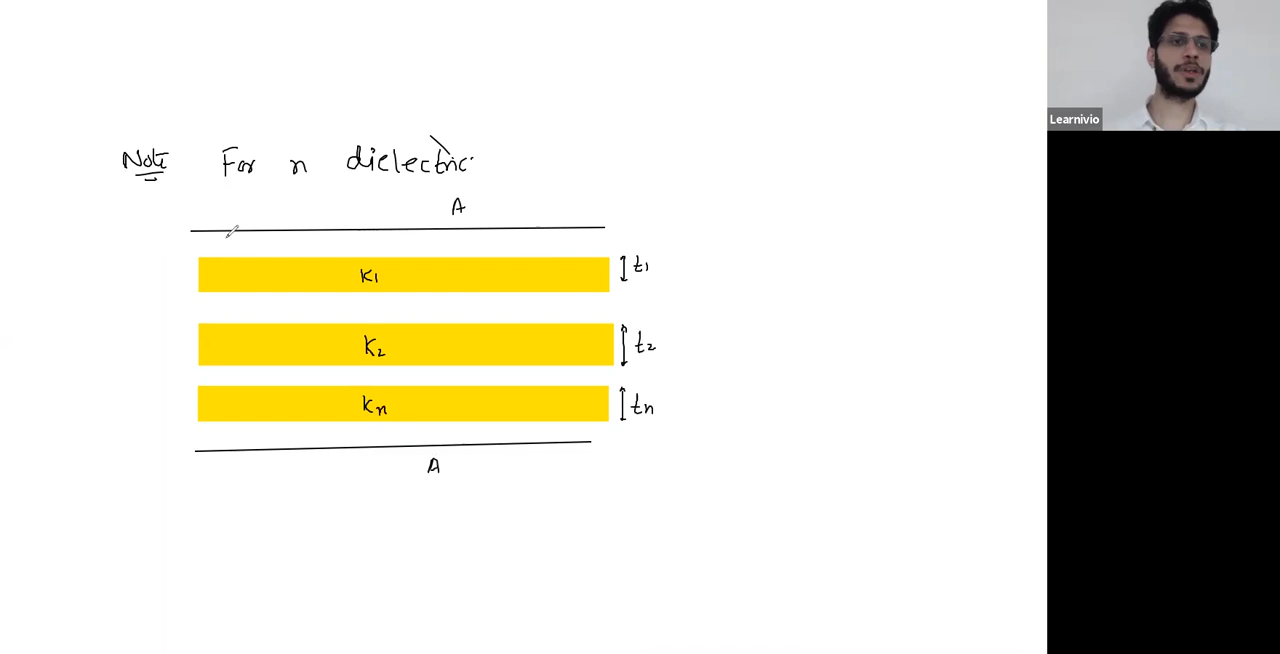 Note For n dielectric.
A
K1 t1
K2 t2
Kn tn
A
Learnivio